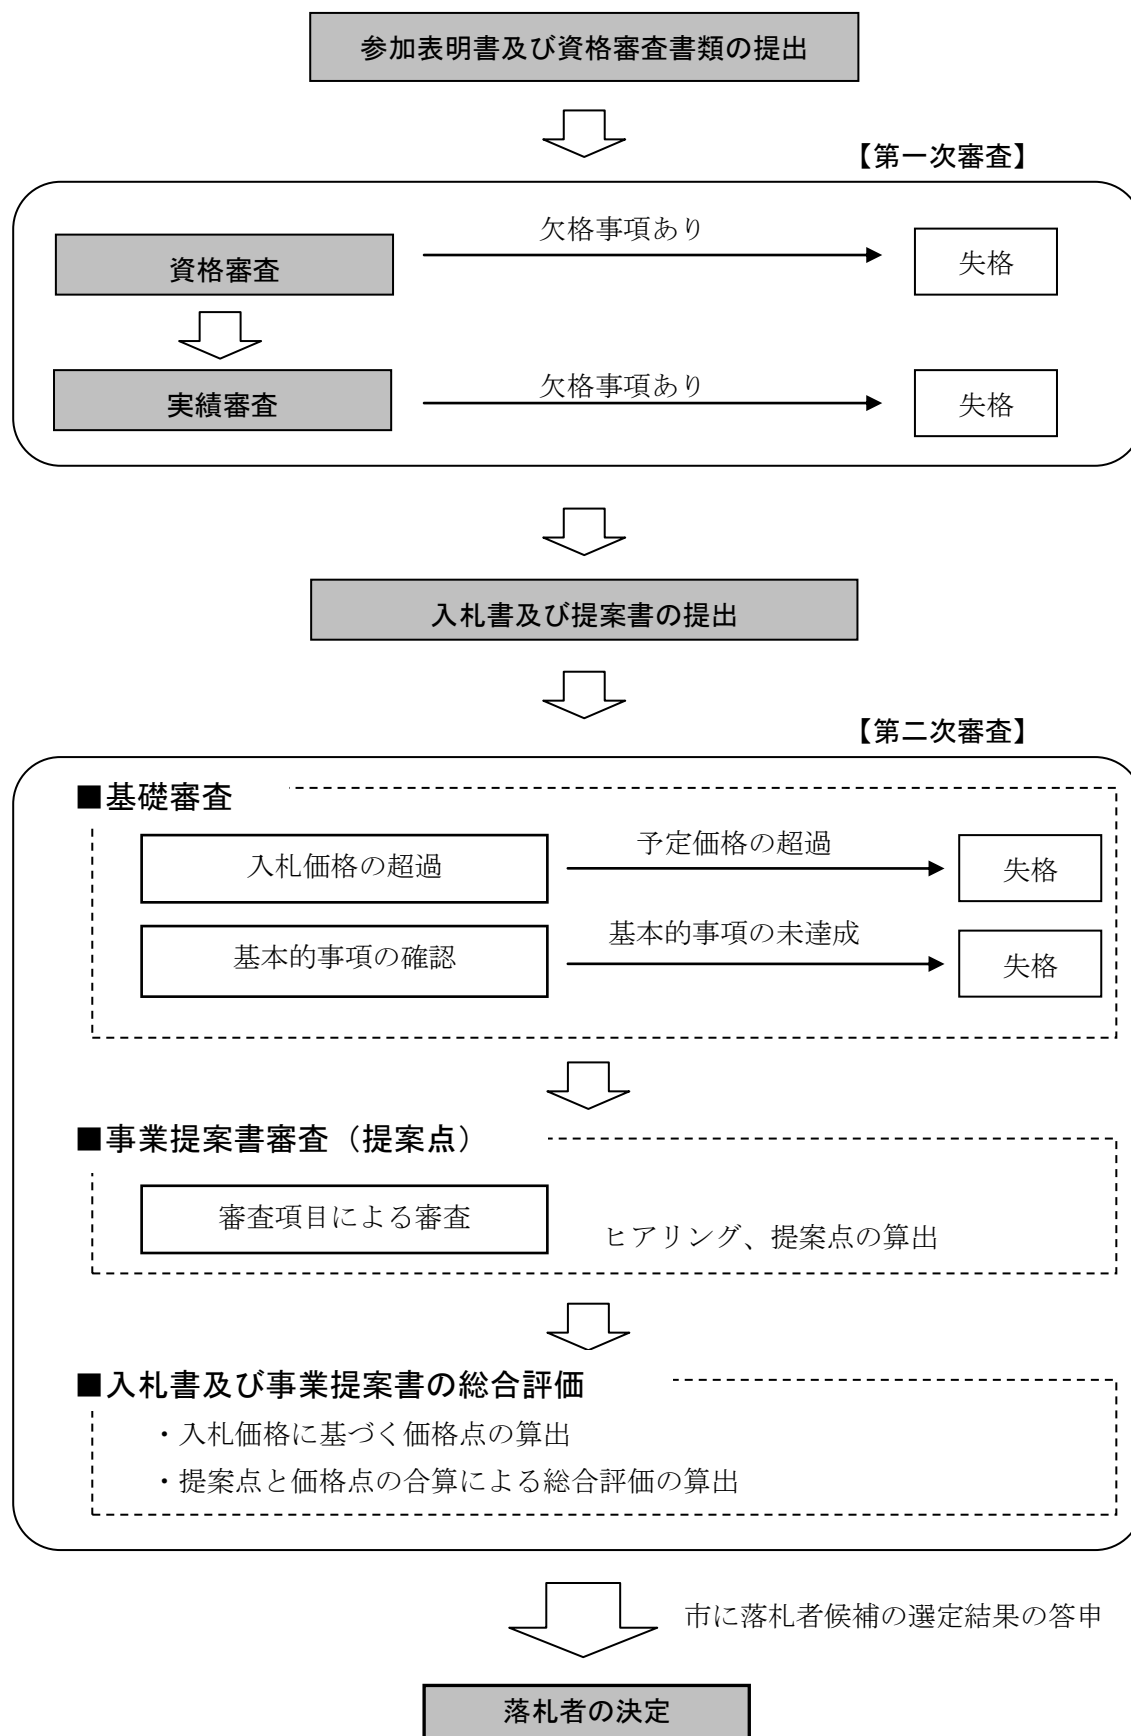 参加表明書及び資格審査書類の提出
【第一次審査】
資格審査
欠格事項あり
失格
実績審査
欠格事項あり
失格
入札書及び提案書の提出
【第二次審査】
■基礎審査
入札価格の超過
予定価格の超過
失格
基本的事項の確認
基本的事項の未達成
失格
■事業提案書審査（提案点）
審査項目による審査
ヒアリング、提案点の算出
■入札書及び事業提案書の総合評価
・入札価格に基づく価格点の算出
・提案点と価格点の合算による総合評価の算出
市に落札者候補の選定結果の答申
落札者の決定